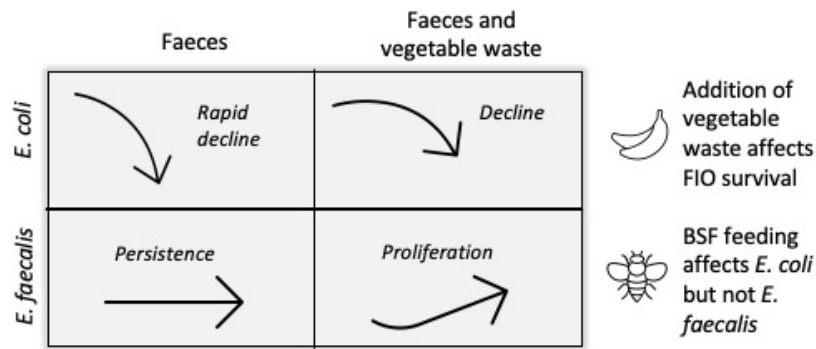 Faeces
Faeces and
vegetable waste
E. coli
Rapid
decline
Decline
Addition of
vegetable
waste affects
FIO survival
E. faecalis
Persistence
Proliferation
BSF feeding
affects E. coli
but not E.
faecalis